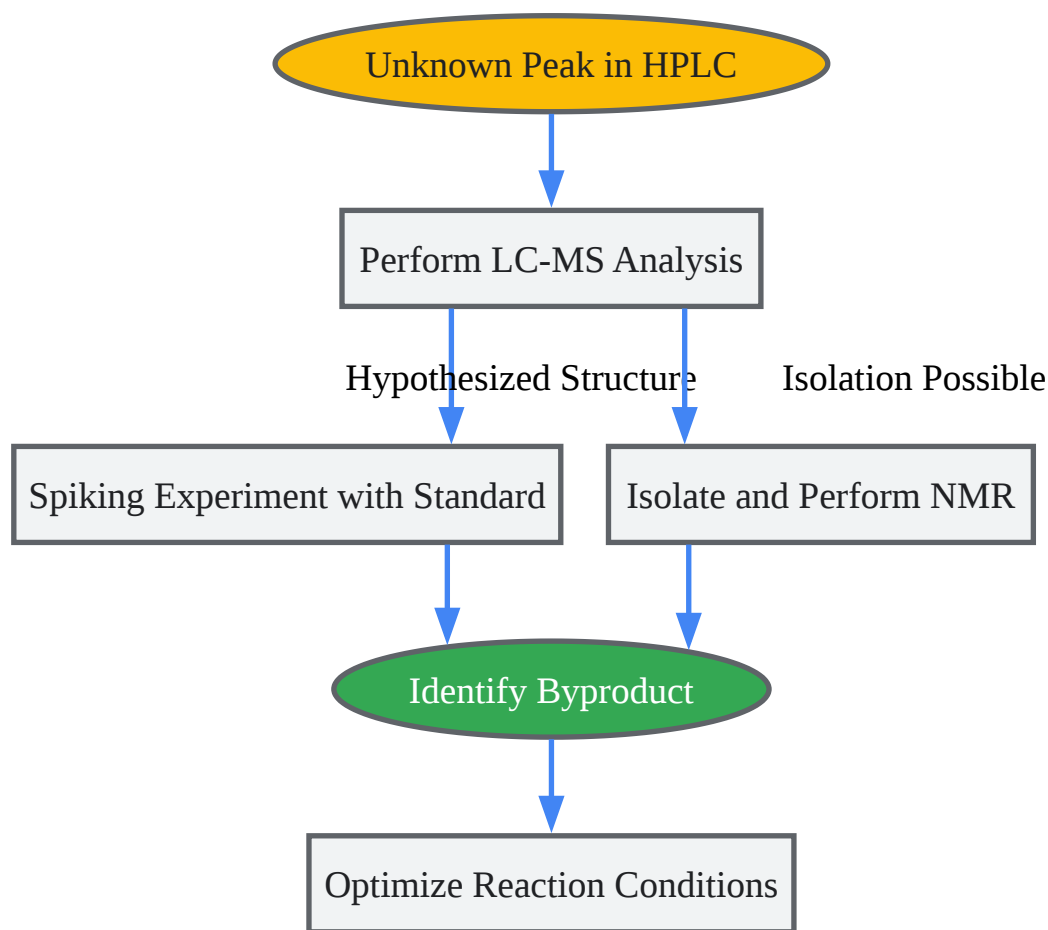 Unknown Peak in HPLC
Perform LC-MS Analysis
Hypothesized Structure
Isolation Possible
Spiking Experiment with Standard
Isolate and Perform NMR
Identify Byproduct
Optimize Reaction Conditions